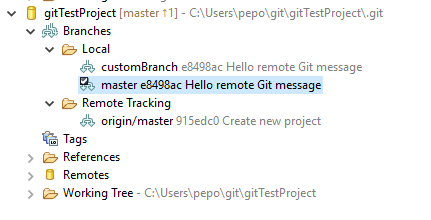 gitTestProject [master ↑1] - C:\Users\pepo\git\gitTestProject\.git
Branches
Local
customBranch e8498ac Hello remote Git message
master e8498ac Hello remote Git message
Remote Tracking
origin/master 915edc0 Create new project
Tags
References
Remotes
Working Tree - C:\Users\pepo\git\gitTestProject